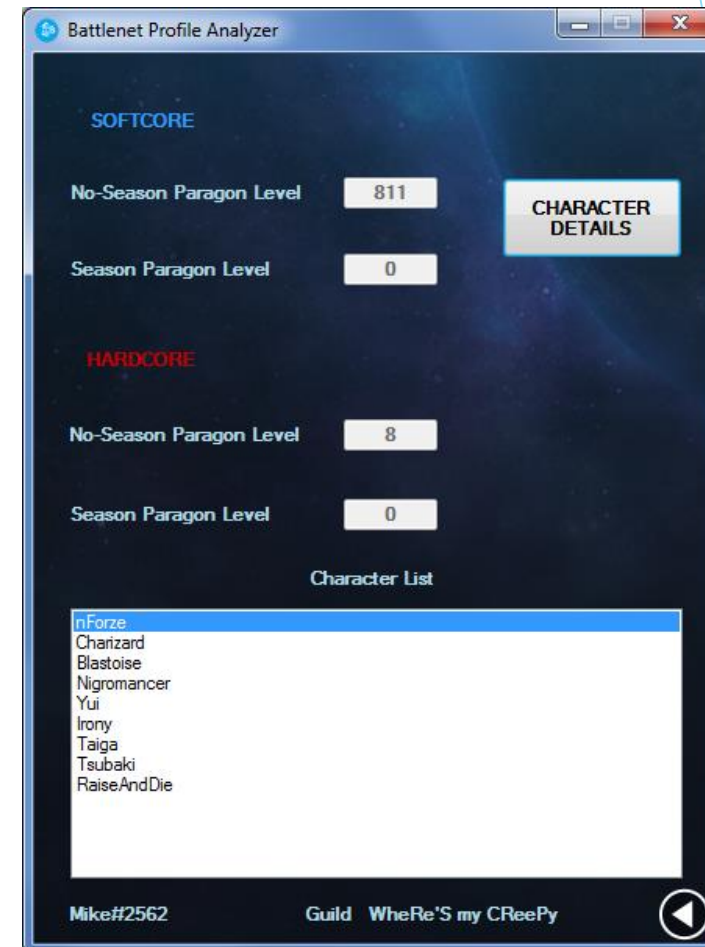 Battlenet Profile Analyzer
SOFTCORE
No-Season Paragon Level 811
CHARACTER
DETAILS
Season Paragon Level 0
HARDCORE
No-Season Paragon Level 8
Season Paragon Level 0
Character List
nForze
Charizard
Blastoise
Nigromancer
Yui
Irony
Taiga
Tsubaki
RaiseAndDie
Mike#2562 Guild WheRe'S my CReePy